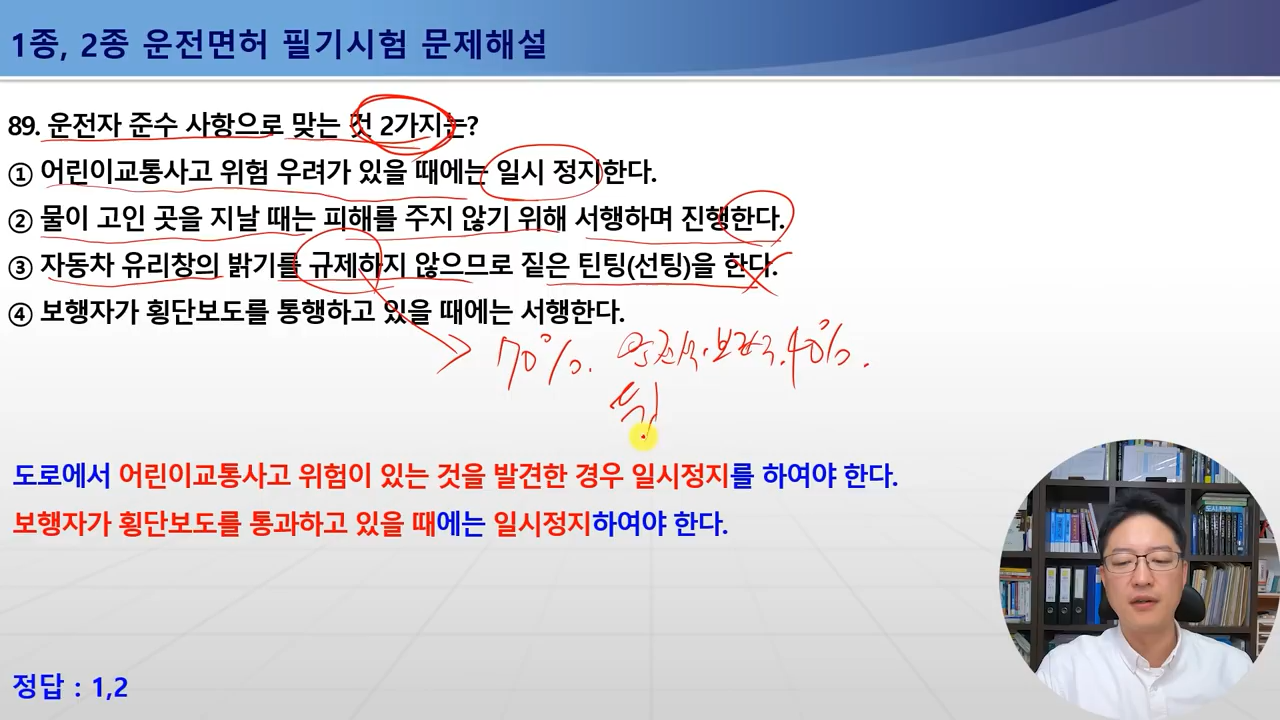 1종, 2종 운전면허 필기시험 문제해설
89. 운전자 준수 사항으로 맞는 것 2가지는?
① 어린이교통사고 위험 우려가 있을 때에는 일시 정지한다.
② 물이 고인 곳을 지날 때는 피해를 주지 않기 위해 서행하며 진행한다.
③ 자동차 유리창의 밝기를 규제하지 않으므로 짙은 틴팅(선팅)을 한다.
④ 보행자가 횡단보도를 통행하고 있을 때에는 서행한다.
70%. 40%.
도로에서 어린이교통사고 위험이 있는 것을 발견한 경우 일시정지를 하여야 한다.
보행자가 횡단보도를 통과하고 있을 때에는 일시정지하여야 한다.
정답 : 1,2